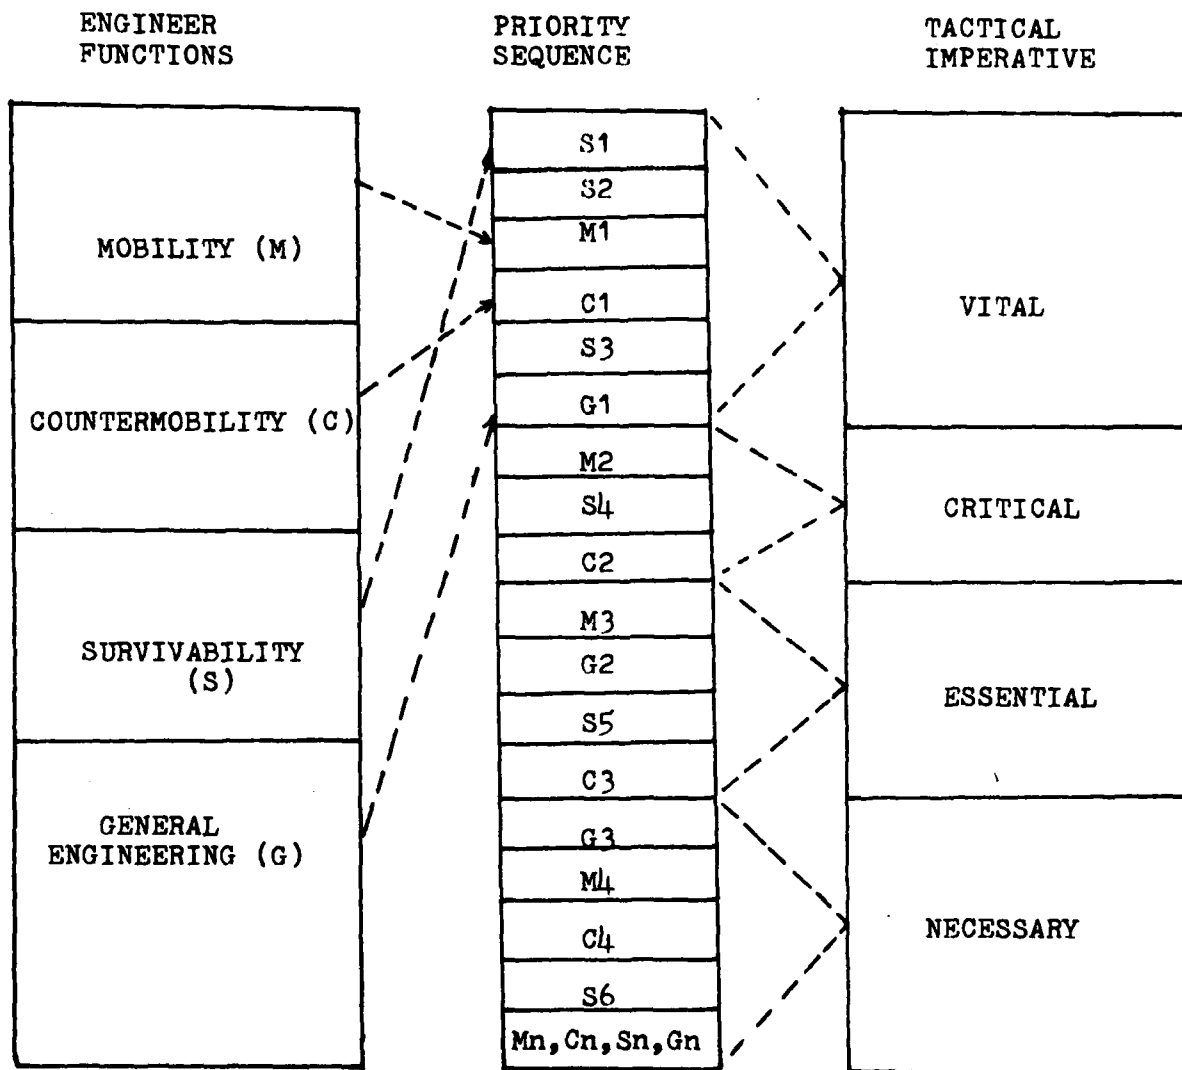 ENGINEER
FUNCTIONS
PRIORITY
SEQUENCE
TACTICAL
IMPERATIVE
MOBILITY (M)
COUNTERMOBILITY (C)
SURVIVABILITY
(S)
GENERAL
ENGINEERING (G)
S1
S2
M1
C1
S3
G1
M2
S4
C2
M3
G2
S5
C3
G3
M4
C4
S6
Mn,Cn,Sn,Gn
VITAL
CRITICAL
ESSENTIAL
NECESSARY